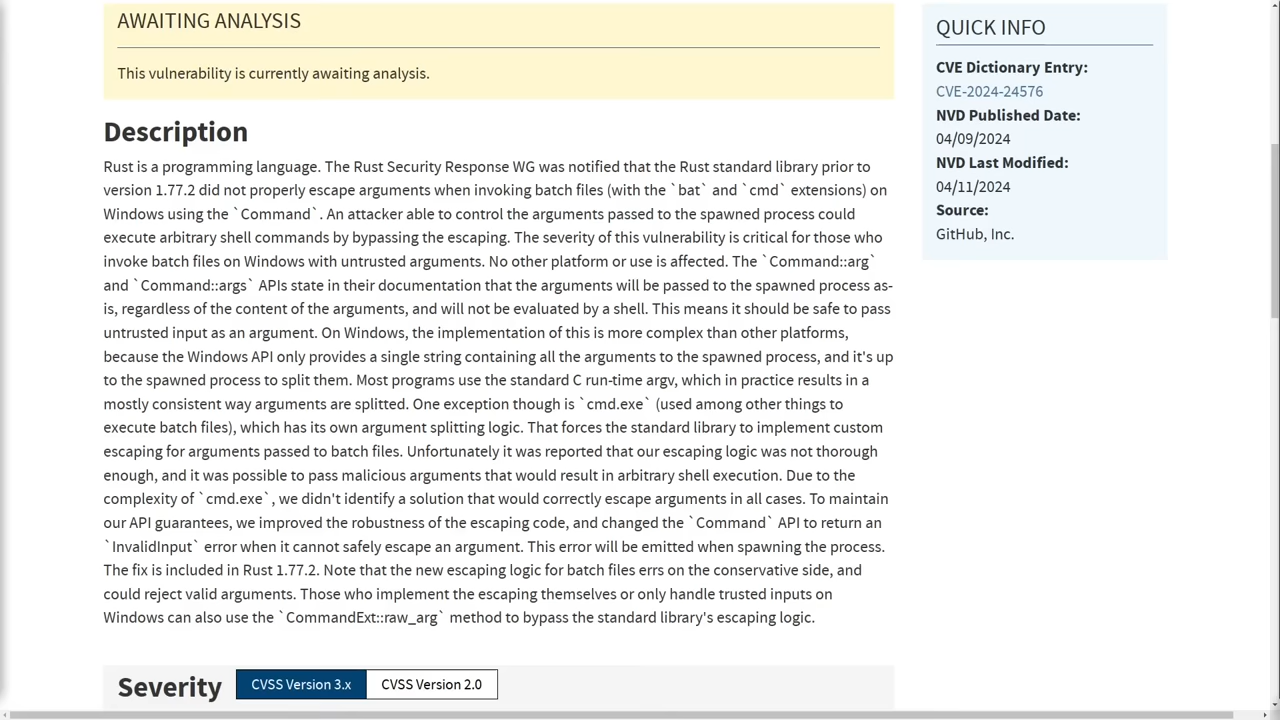 AWAITING ANALYSIS
This vulnerability is currently awaiting analysis.
Description
Rust is a programming language. The Rust Security Response WG was notified that the Rust standard library prior to
version 1.77.2 did not properly escape arguments when invoking batch files (with the `bat` and `cmd` extensions) on
Windows using the `Command`. An attacker able to control the arguments passed to the spawned process could
execute arbitrary shell commands by bypassing the escaping. The severity of this vulnerability is critical for those who
invoke batch files on Windows with untrusted arguments. No other platform or use is affected. The `Command::arg`
and `Command::args` APIs state in their documentation that the arguments will be passed to the spawned process as-
is, regardless of the content of the arguments, and will not be evaluated by a shell. This means it should be safe to pass
untrusted input as an argument. On Windows, the implementation of this is more complex than other platforms,
because the Windows API only provides a single string containing all the arguments to the spawned process, and it's up
to the spawned process to split them. Most programs use the standard C run-time argv, which in practice results in a
mostly consistent way arguments are splitted. One exception though is `cmd.exe` (used among other things to
execute batch files), which has its own argument splitting logic. That forces the standard library to implement custom
escaping for arguments passed to batch files. Unfortunately it was reported that our escaping logic was not thorough
enough, and it was possible to pass malicious arguments that would result in arbitrary shell execution. Due to the
complexity of `cmd.exe`, we didn't identify a solution that would correctly escape arguments in all cases. To maintain
our API guarantees, we improved the robustness of the escaping code, and changed the `Command` API to return an
`InvalidInput` error when it cannot safely escape an argument. This error will be emitted when spawning the process.
The fix is included in Rust 1.77.2. Note that the new escaping logic for batch files errs on the conservative side, and
could reject valid arguments. Those who implement the escaping themselves or only handle trusted inputs on
Windows can also use the `CommandExt::raw_arg` method to bypass the standard library's escaping logic.
Severity
CVSS Version 3.x
CVSS Version 2.0
QUICK INFO
CVE Dictionary Entry:
CVE-2024-24576
NVD Published Date:
04/09/2024
NVD Last Modified:
04/11/2024
Source:
GitHub, Inc.